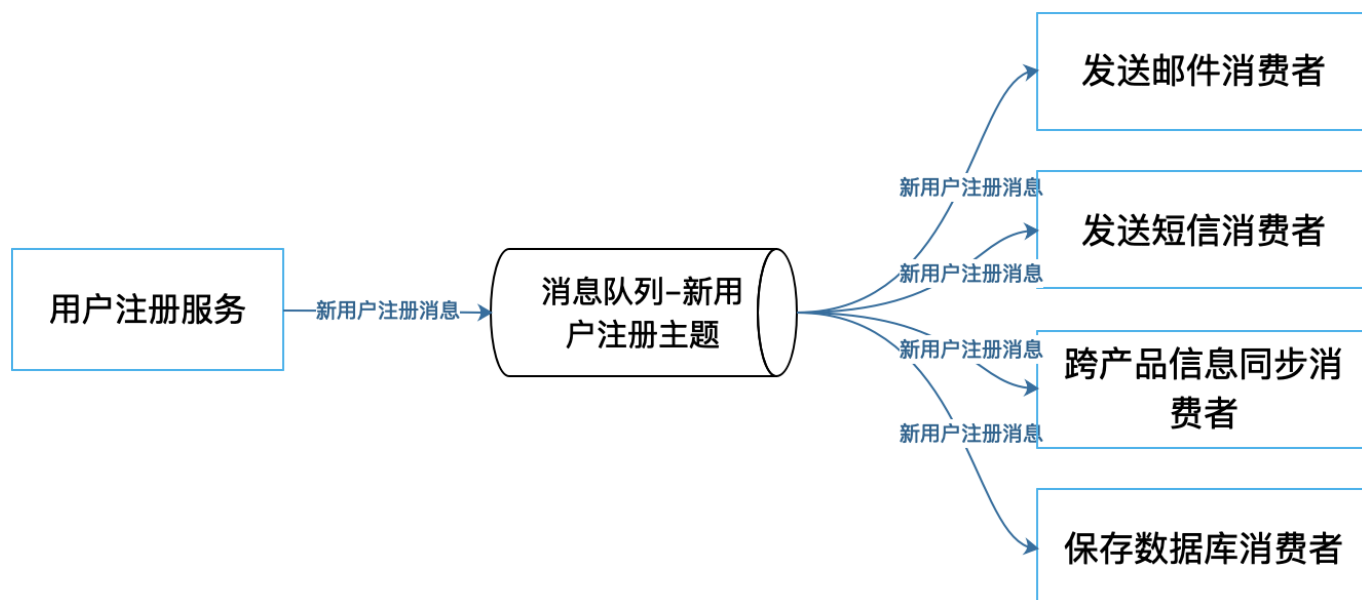 发送邮件消费者
新用户注册消息
发送短信消费者
新用户注册消息
用户注册服务
新用户注册消息
消息队列-新用
户注册主题
新用户注册消息
跨产品信息同步消
费者
新用户注册消息
保存数据库消费者